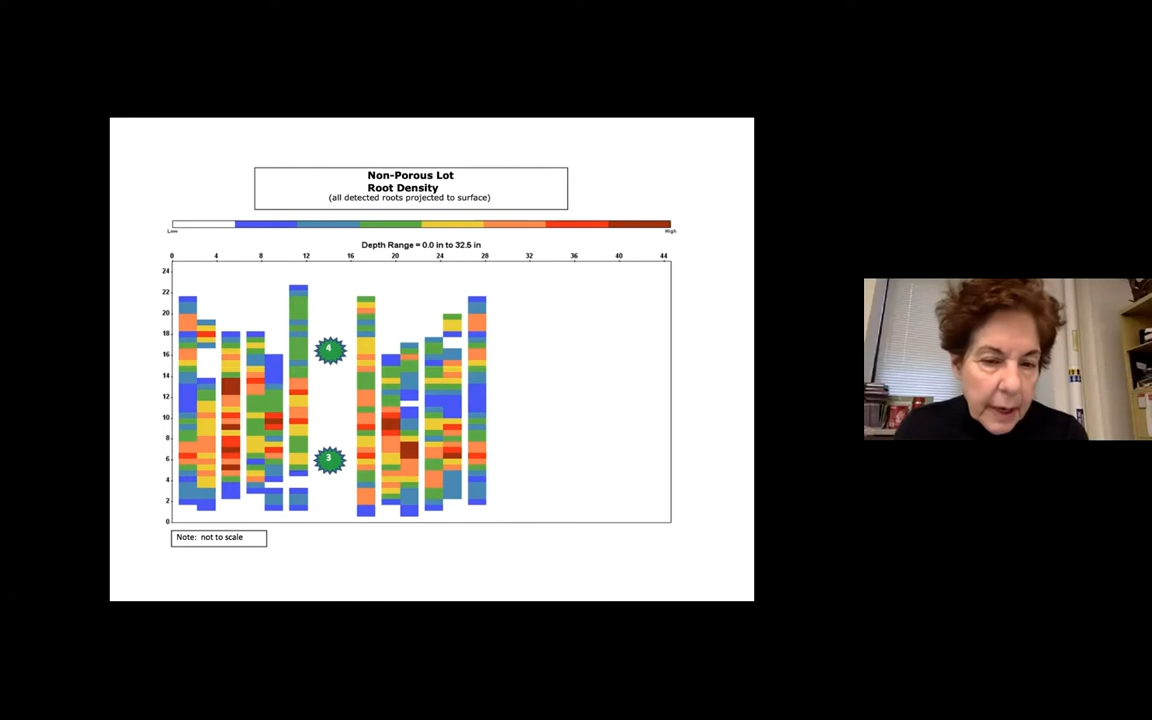 Non-Porous Lot
Root Density
(all detected roots projected to surface)
Low High
Depth Range = 0.0 in to 32.5 in
0 4 8 12 16 20 24 28 32 36 40 44
24
22
20
18
16
14
12
10
8
6
4
2
0
4
3
Note: not to scale